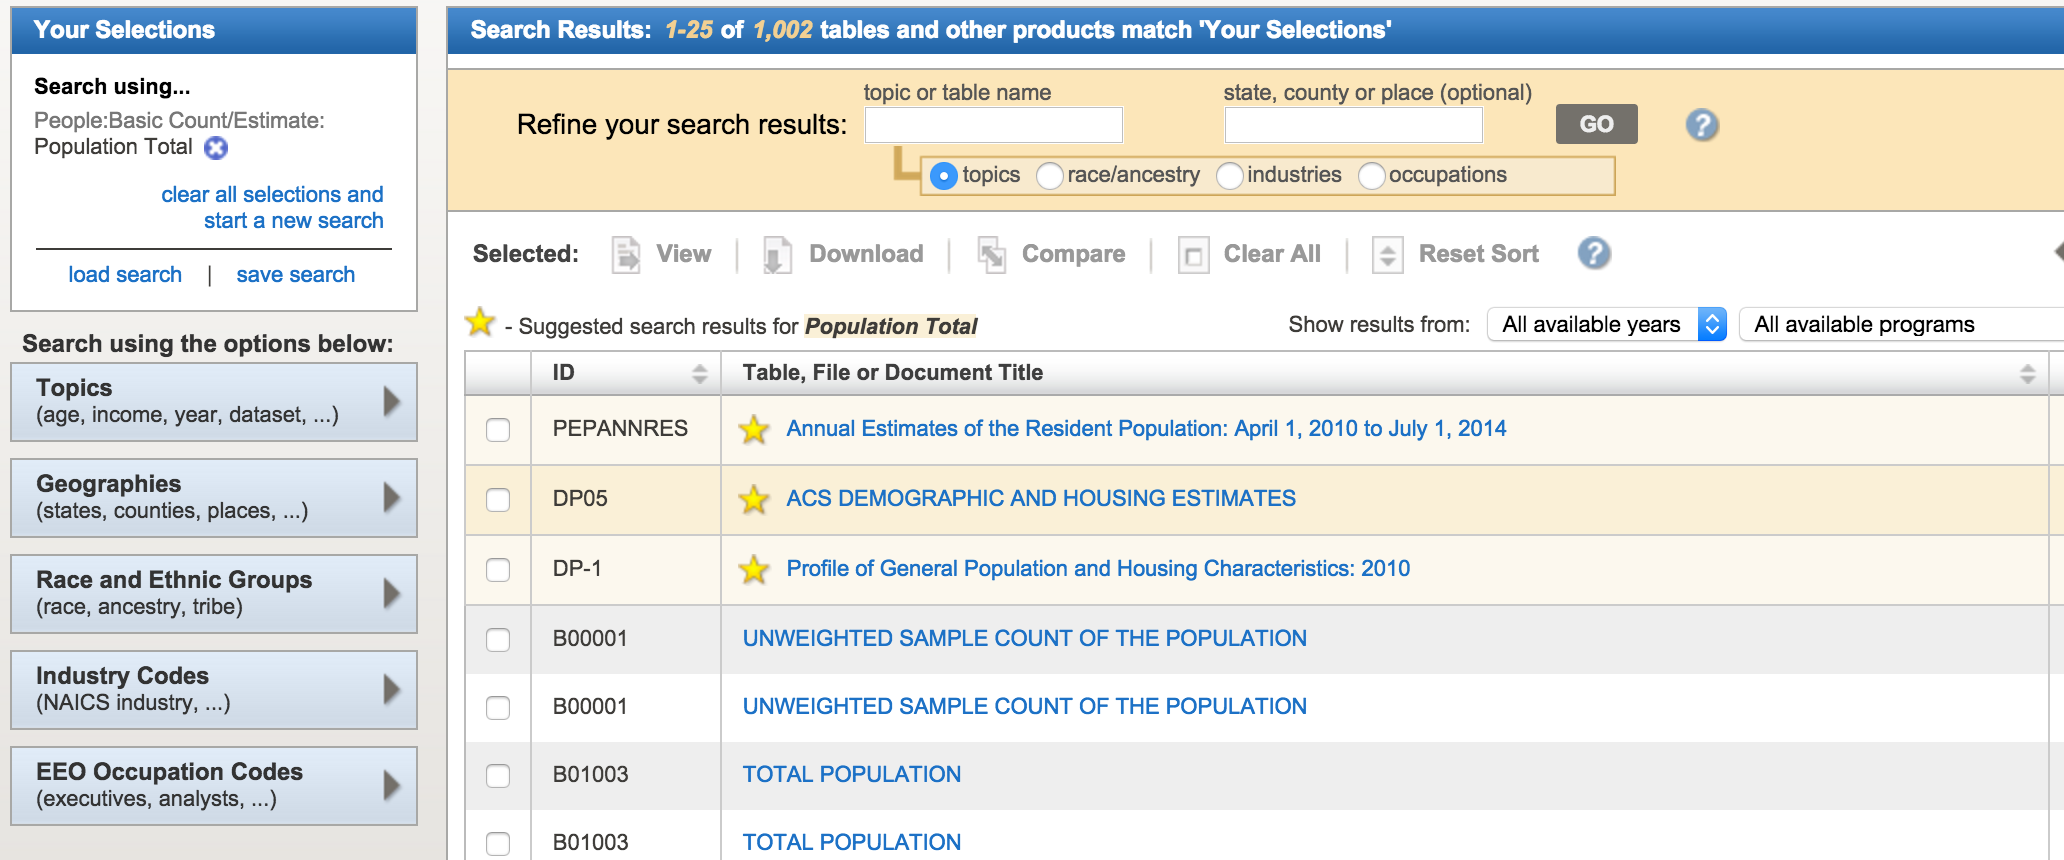 Your Selections
Search using...
People:Basic Count/Estimate:
Population Total
clear all selections and
start a new search
load search | save search
Search using the options below:
Topics
(age, income, year, dataset, ...)
Geographies
(states, counties, places, ...)
Race and Ethnic Groups
(race, ancestry, tribe)
Industry Codes
(NAICS industry, ...)
EEO Occupation Codes
(executives, analysts, ...)
Search Results: 1-25 of 1,002 tables and other products match 'Your Selections'
topic or table name state, county or place (optional)
Refine your search results: GO ?
topics race/ancestry industries occupations
Selected: View | Download | Compare | Clear All | Reset Sort ?
- Suggested search results for Population Total Show results from: All available years All available programs
ID Table, File or Document Title
PEPANNRES Annual Estimates of the Resident Population: April 1, 2010 to July 1, 2014
DP05 ACS DEMOGRAPHIC AND HOUSING ESTIMATES
DP-1 Profile of General Population and Housing Characteristics: 2010
B00001 UNWEIGHTED SAMPLE COUNT OF THE POPULATION
B00001 UNWEIGHTED SAMPLE COUNT OF THE POPULATION
B01003 TOTAL POPULATION
B01003 TOTAL POPULATION